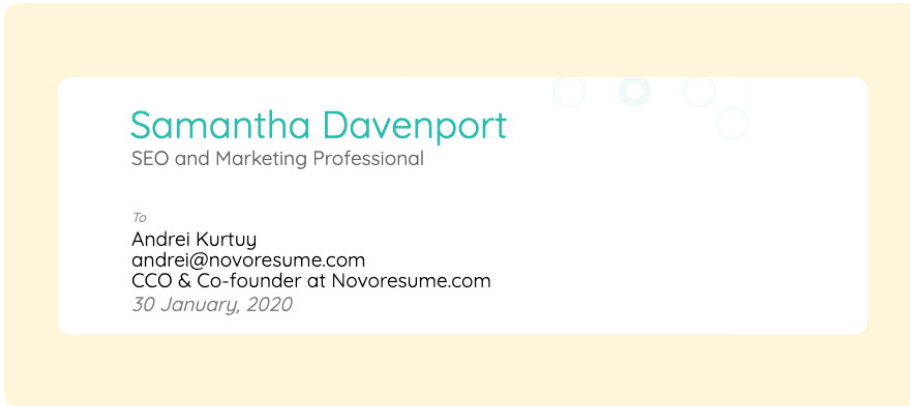 Samantha Davenport
SEO and Marketing Professional
To
Andrei Kurtuy
andrei@novoresume.com
CCO & Co-founder at Novoresume.com
30 January, 2020